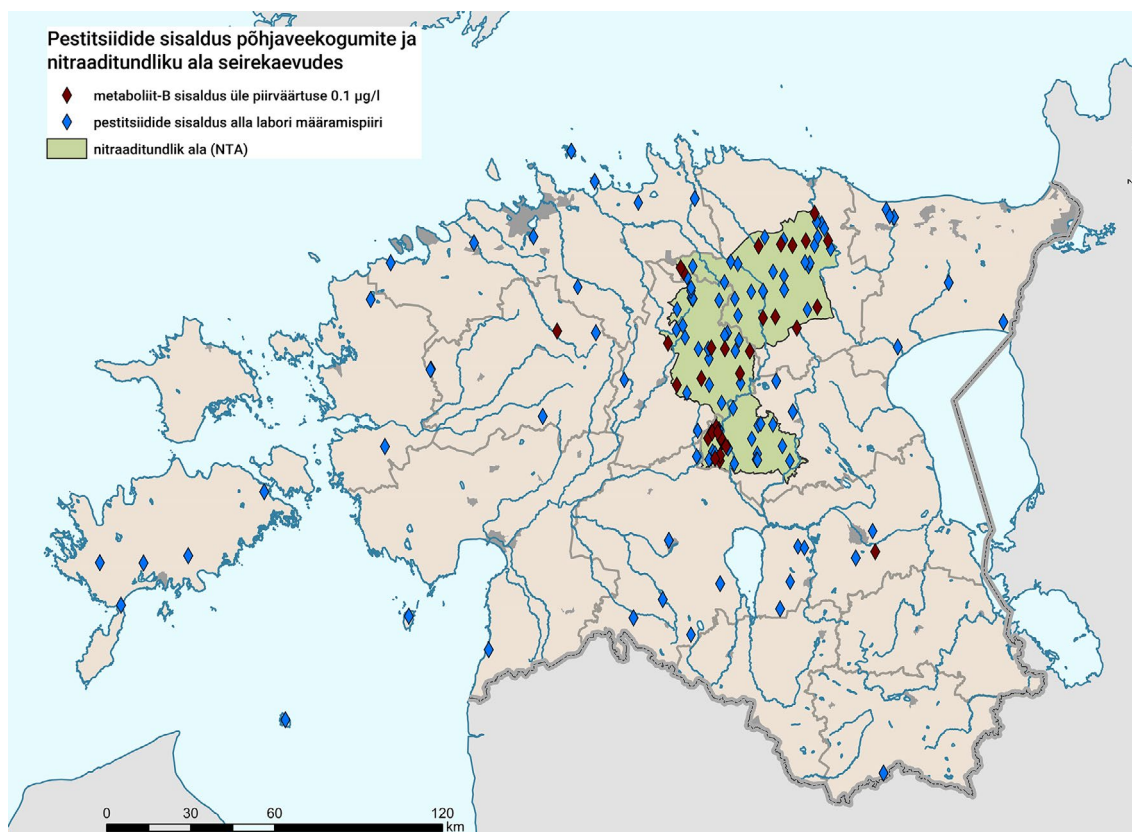 Pestitsiidide sisaldus põhjaveekogumite ja
nitraaditundliku ala seirekaevudes
metaboliit-B sisaldus üle piirväärtuse 0.1 µg/l
pestitsiidide sisaldus alla labori määramispiiri
nitraaditundlik ala (NTA)
0 30 60 120
km